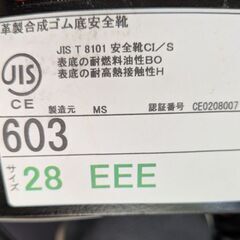 革製合成ゴム底安全靴
JIS T 8101 安全靴CI/S
表底の耐燃料油性BO
表底の耐高熱接触性H
JIS
CE
製造元 MS 認証番号 CE0208007
603
サイズ 28 EEE